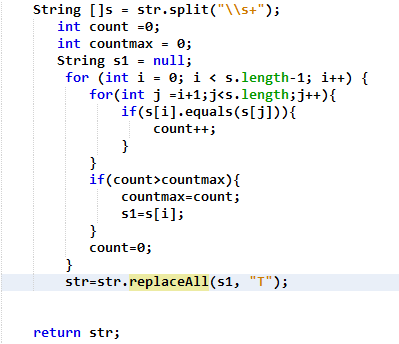 String []s = str.split("\\s+");
int count =0;
int countmax = 0;
String s1 = null;
for (int i = 0; i < s.length-1; i++) {
for(int j =i+1;j<s.length;j++){
if(s[i].equals(s[j])){
count++;
}
}
if(count>countmax){
countmax=count;
s1=s[i];
}
count=0;
}
str=str.replaceAll(s1, "T");
return str;